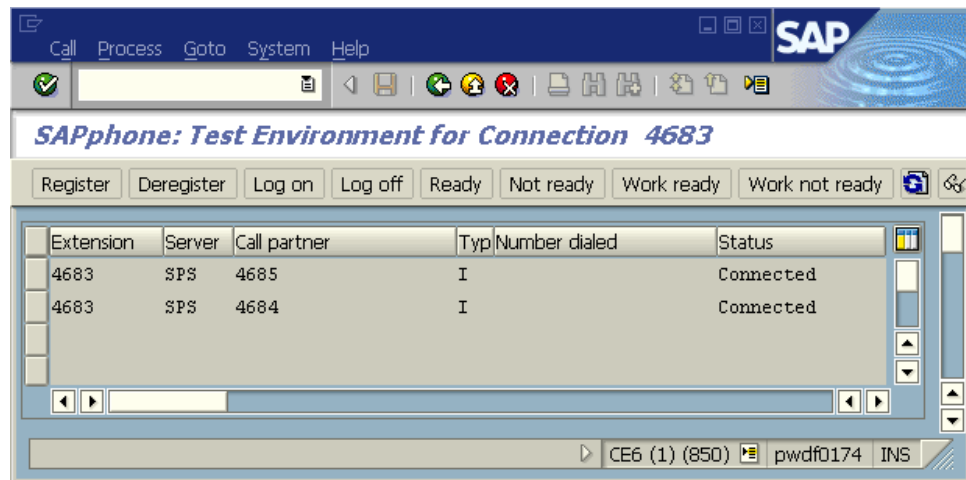 SAP
Call Process Goto System Help
SAPphone: Test Environment for Connection 4683
Register Deregister Log on Log off Ready Not ready Work ready Work not ready
Extension Server Call partner Typ Number dialed Status
4683 SPS 4685 I Connected
4683 SPS 4684 I Connected
CE6 (1) (850) pwdf0174 INS